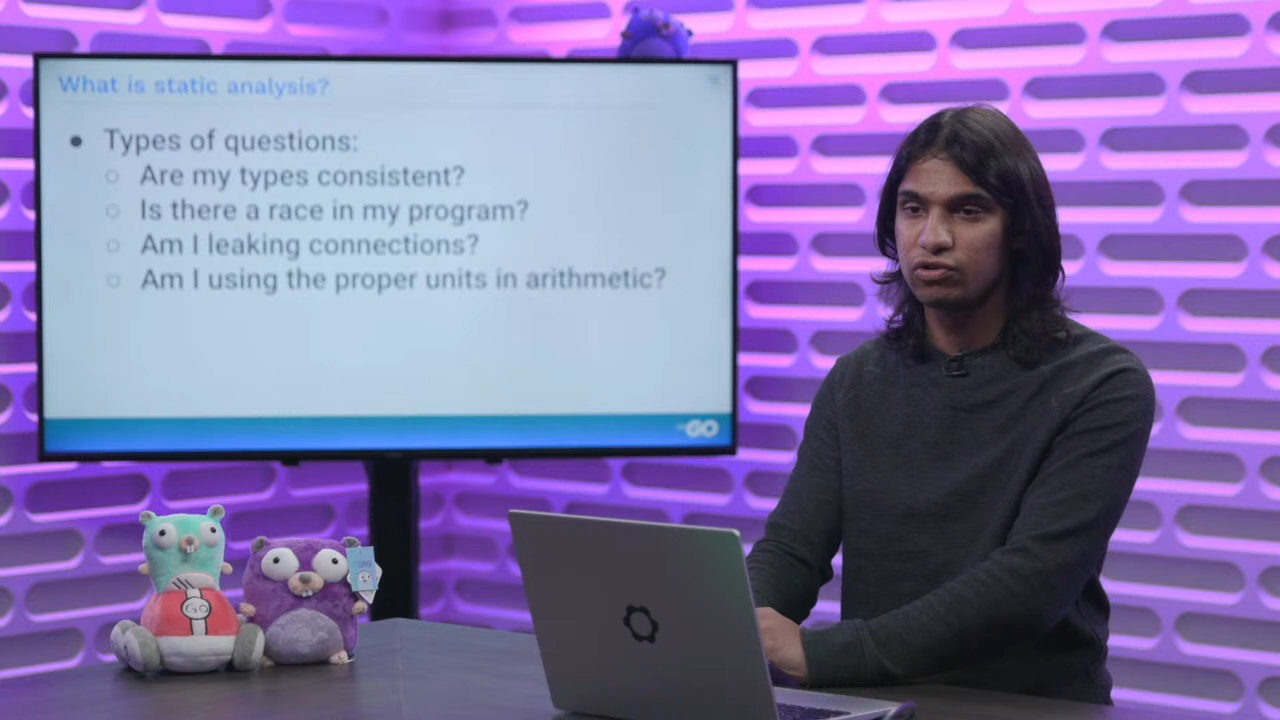 What is static analysis?
Types of questions:
Are my types consistent?
Is there a race in my program?
Am I leaking connections?
Am I using the proper units in arithmetic?
GO
GO